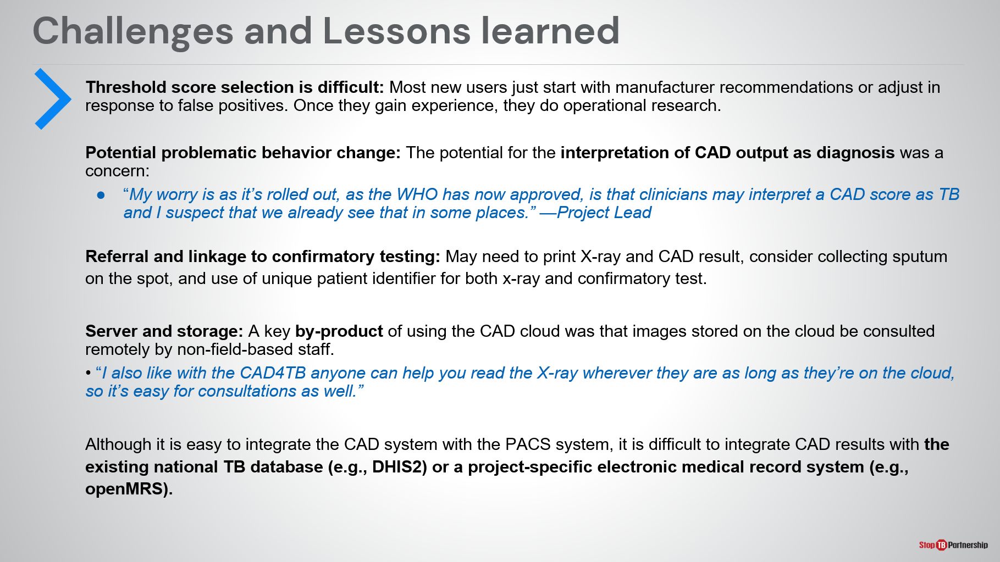 Challenges and Lessons learned
Threshold score selection is difficult: Most new users just start with manufacturer recommendations or adjust in
response to false positives. Once they gain experience, they do operational research.
Potential problematic behavior change: The potential for the interpretation of CAD output as diagnosis was a
concern:
● “My worry is as it’s rolled out, as the WHO has now approved, is that clinicians may interpret a CAD score as TB
and I suspect that we already see that in some places.” —Project Lead
Referral and linkage to confirmatory testing: May need to print X-ray and CAD result, consider collecting sputum
on the spot, and use of unique patient identifier for both x-ray and confirmatory test.
Server and storage: A key by-product of using the CAD cloud was that images stored on the cloud be consulted
remotely by non-field-based staff.
• “I also like with the CAD4TB anyone can help you read the X-ray wherever they are as long as they’re on the cloud,
so it’s easy for consultations as well.”
Although it is easy to integrate the CAD system with the PACS system, it is difficult to integrate CAD results with the
existing national TB database (e.g., DHIS2) or a project-specific electronic medical record system (e.g.,
openMRS).
Stop TB Partnership